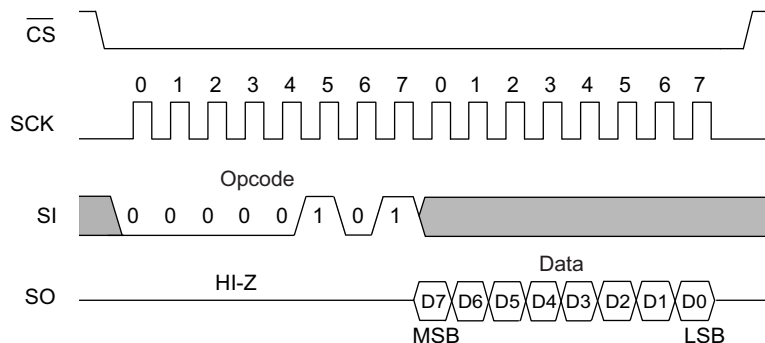 CS
0 1 2 3 4 5 6 7 0 1 2 3 4 5 6 7
SCK
Opcode
SI 0 0 0 0 0 1 0 1
Data
HI-Z
SO D7 D6 D5 D4 D3 D2 D1 D0
MSB LSB